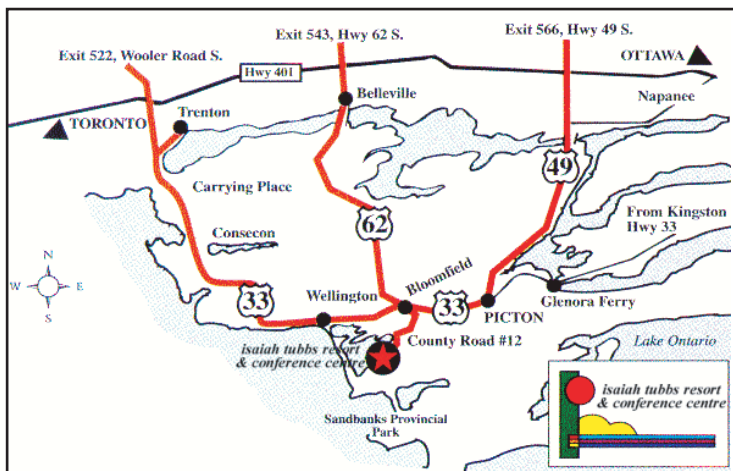 Exit 522, Wooler Road S.
Exit 543, Hwy 62 S.
Exit 566, Hwy 49 S.
OTTAWA
Hwy 401
Belleville
Napanee
Trenton
TORONTO
49
Carrying Place
From Kingston
Hwy 33
62
Consecon
N
W
E
S
Bloomfield
33
Wellington
33
PICTON
Glenora Ferry
County Road #12
Lake Ontario
isaiah tubbs resort
& conference centre
Sandbanks Provincial
Park
isaiah tubbs resort
& conference centre